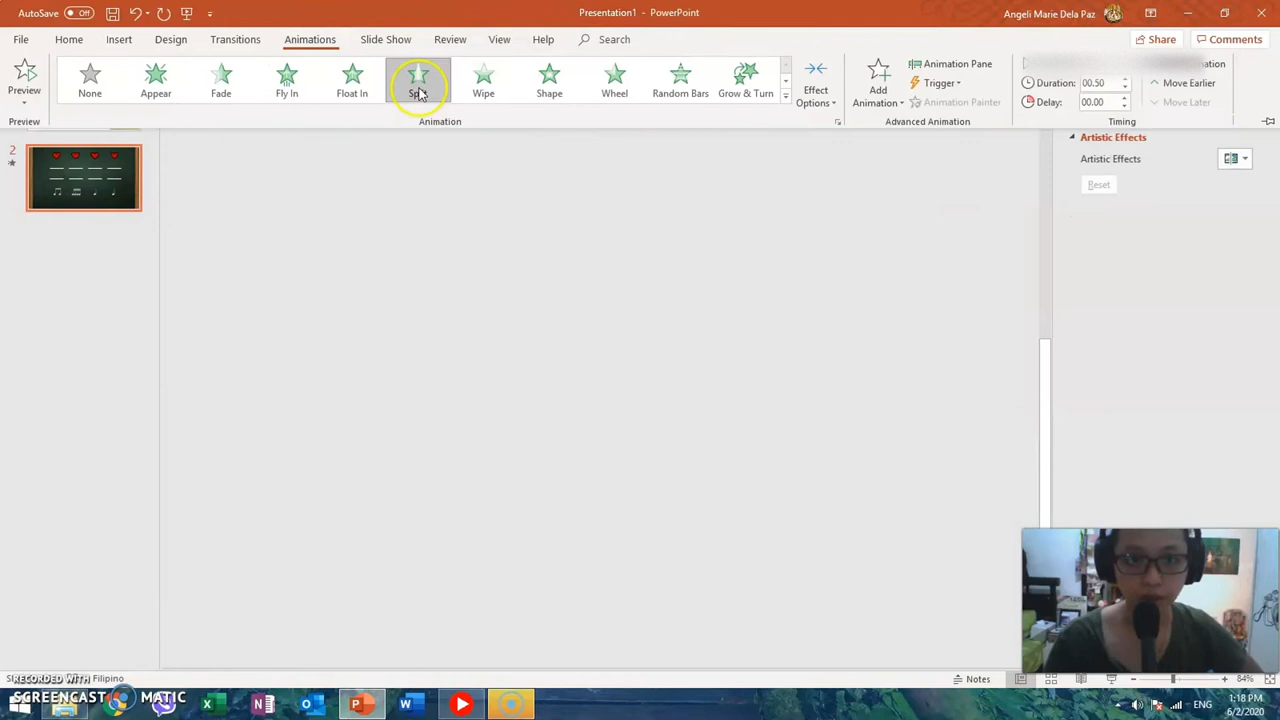 AutoSave Off
Presentation1 - PowerPoint
Angeli Marie Dela Paz
File Home Insert Design Transitions Animations Slide Show Review View Help Search
Share Comments
Preview
None Appear Fade Fly In Float In Wipe Shape Wheel Random Bars Grow & Turn
Effect Options
Add Animation
Animation Pane
Trigger
Animation Painter
Duration: 00.50
Delay: 00.00
Move Earlier
Move Later
Preview Animation Advanced Animation Timing
Artistic Effects
Artistic Effects
Reset
2
RECORDED WITH
SCREENCAST MATIC
Filipino
Notes
84%
ENG
1:18 PM
6/2/2020